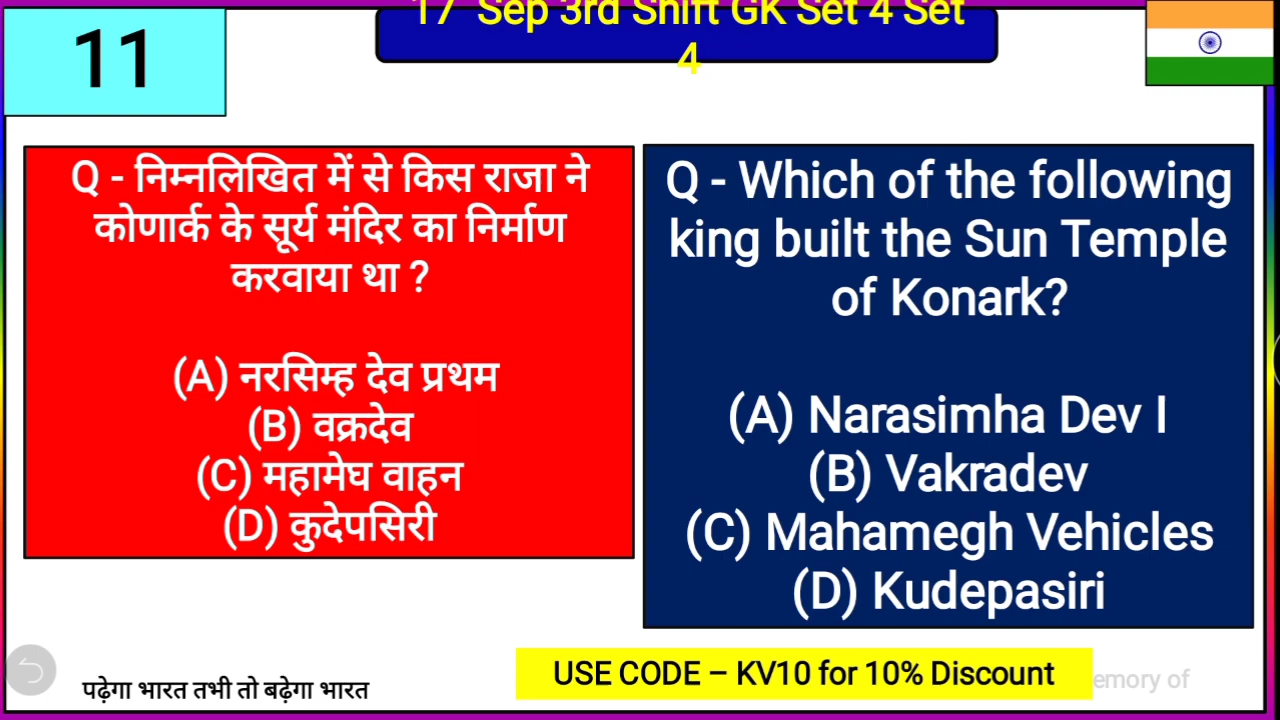 11
17 Sep 3rd Shift GK Set 4 Set
4
Q - निम्नलिखित में से किस राजा ने
कोणार्क के सूर्य मंदिर का निर्माण
करवाया था ?
(A) नरसिम्ह देव प्रथम
(B) वक्रदेव
(C) महामेघ वाहन
(D) कुदेपसिरी
Q - Which of the following
king built the Sun Temple
of Konark?
(A) Narasimha Dev I
(B) Vakradev
(C) Mahamegh Vehicles
(D) Kudepasiri
पढ़ेगा भारत तभी तो बढ़ेगा भारत
USE CODE – KV10 for 10% Discount
emory of